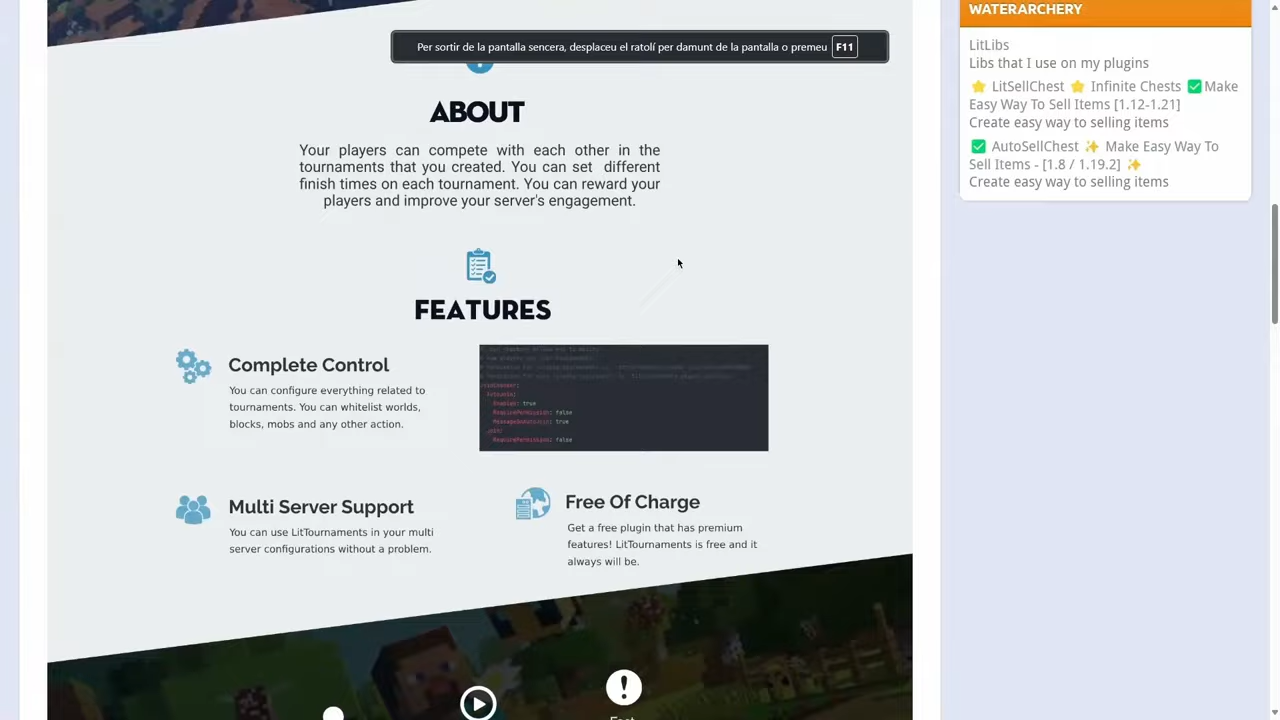 WATERARCHERY
Per sortir de la pantalla sencera, desplaceu el ratolí per damunt de la pantalla o premeu F11
LitLibs
Libs that I use on my plugins
⭐ LitSellChest ⭐ Infinite Chests ✅Make
Easy Way To Sell Items [1.12-1.21]
Create easy way to selling items
✅ AutoSellChest ✨ Make Easy Way To
Sell Items - [1.8 / 1.19.2] ✨
Create easy way to selling items
ABOUT
Your players can compete with each other in the
tournaments that you created. You can set different
finish times on each tournament. You can reward your
players and improve your server's engagement.
FEATURES
Complete Control
You can configure everything related to
tournaments. You can whitelist worlds,
blocks, mobs and any other action.
Enabled: true
RequirePermission: false
true
RequirePermission: false
Multi Server Support
You can use LitTournaments in your multi
server configurations without a problem.
Free Of Charge
Get a free plugin that has premium
features! LitTournaments is free and it
always will be.